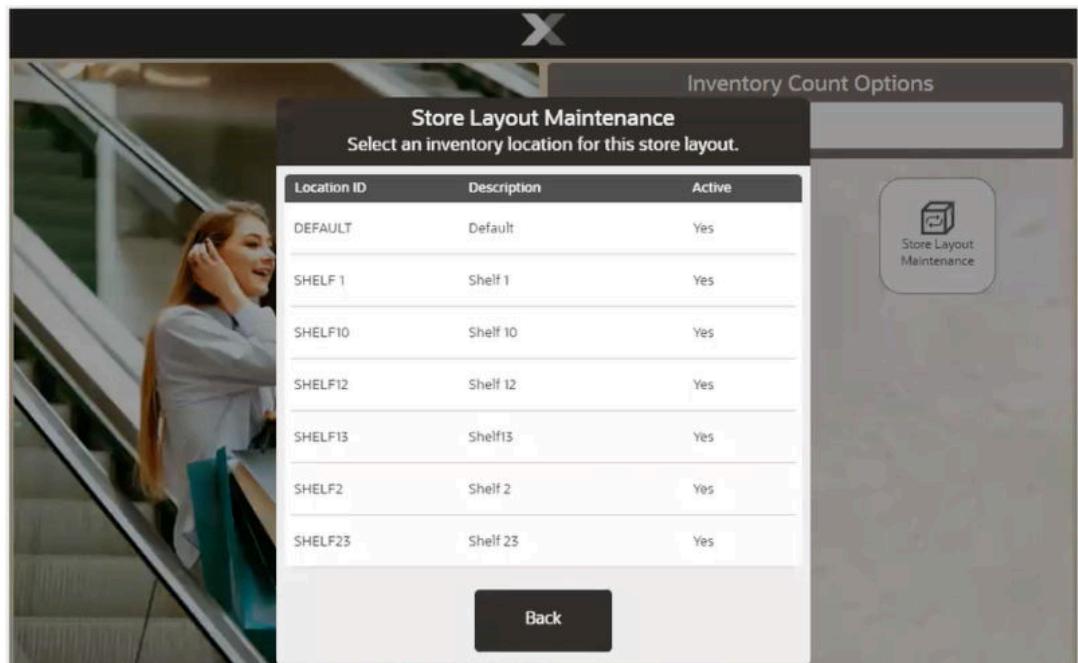 Inventory Count Options
Store Layout Maintenance
Select an inventory location for this store layout.
Location ID Description Active
DEFAULT Default Yes
SHELF 1 Shelf 1 Yes
SHELF10 Shelf 10 Yes
SHELF12 Shelf 12 Yes
SHELF13 Shelf13 Yes
SHELF2 Shelf 2 Yes
SHELF23 Shelf 23 Yes
Back
Store Layout
Maintenance